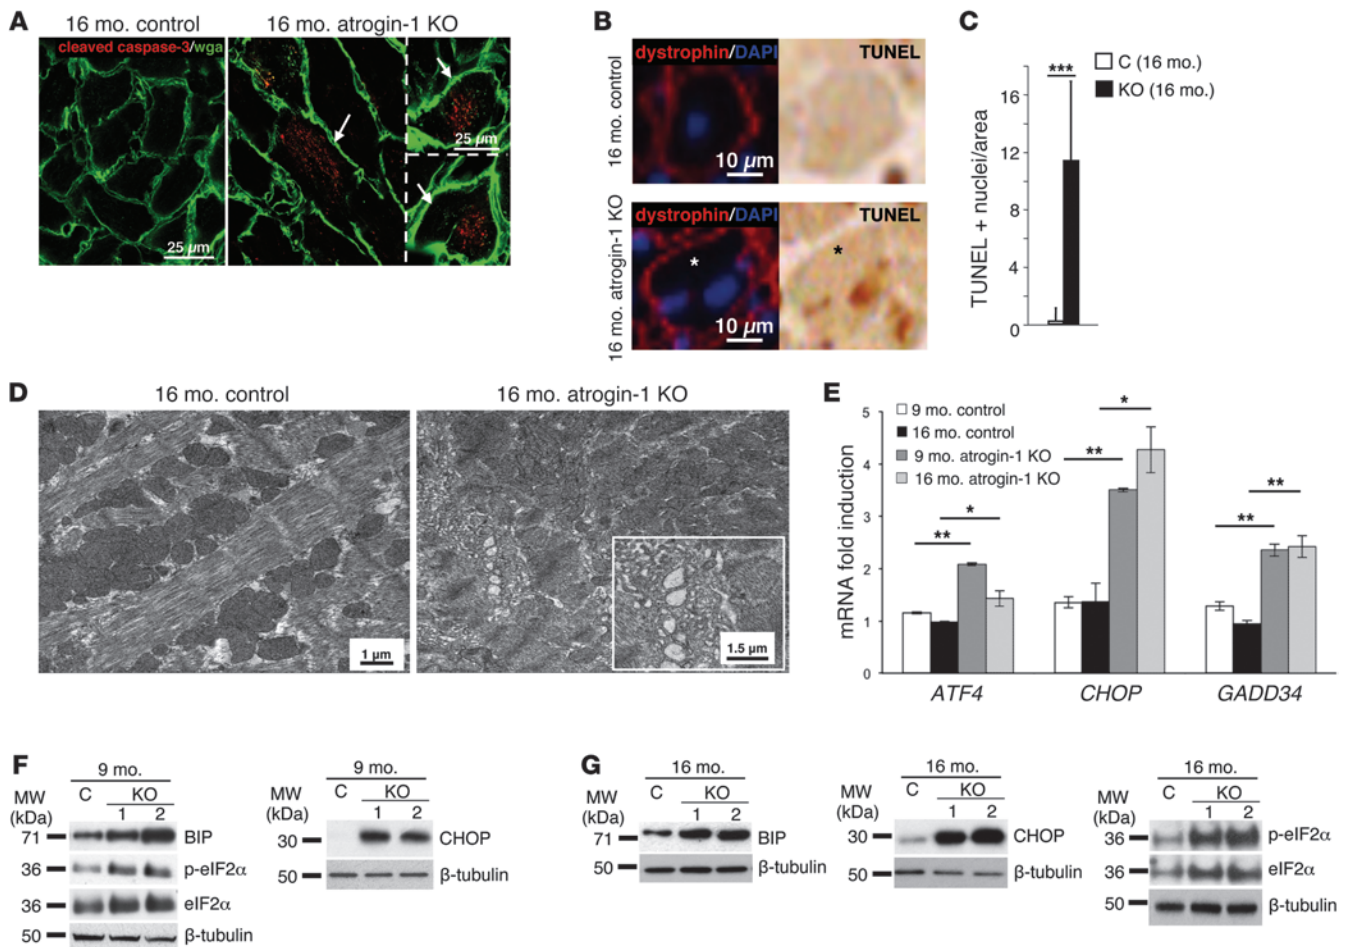 A
16 mo. control
16 mo. atrogin-1 KO
cleaved caspase-3/wga
25 µm
25 µm
B
16 mo. control
dystrophin/DAPI
TUNEL
10 µm
16 mo. atrogin-1 KO
dystrophin/DAPI
TUNEL
*
*
10 µm
C
***
C (16 mo.)
KO (16 mo.)
TUNEL + nuclei/area
16
12
8
4
0
D
16 mo. control
16 mo. atrogin-1 KO
1 µm
1.5 µm
E
9 mo. control
16 mo. control
9 mo. atrogin-1 KO
16 mo. atrogin-1 KO
mRNA fold induction
5
4
3
2
1
0
**
*
**
*
**
**
ATF4
CHOP
GADD34
F
9 mo.
MW
(kDa)
C
KO
1 2
71
BIP
36
p-eIF2α
36
eIF2α
50
β-tubulin
9 mo.
MW
(kDa)
C
KO
1 2
30
CHOP
50
β-tubulin
G
16 mo.
MW
(kDa)
C
KO
1 2
71
BIP
50
β-tubulin
16 mo.
MW
(kDa)
C
KO
1 2
30
CHOP
50
β-tubulin
16 mo.
MW
(kDa)
C
KO
1 2
36
p-eIF2α
36
eIF2α
50
β-tubulin